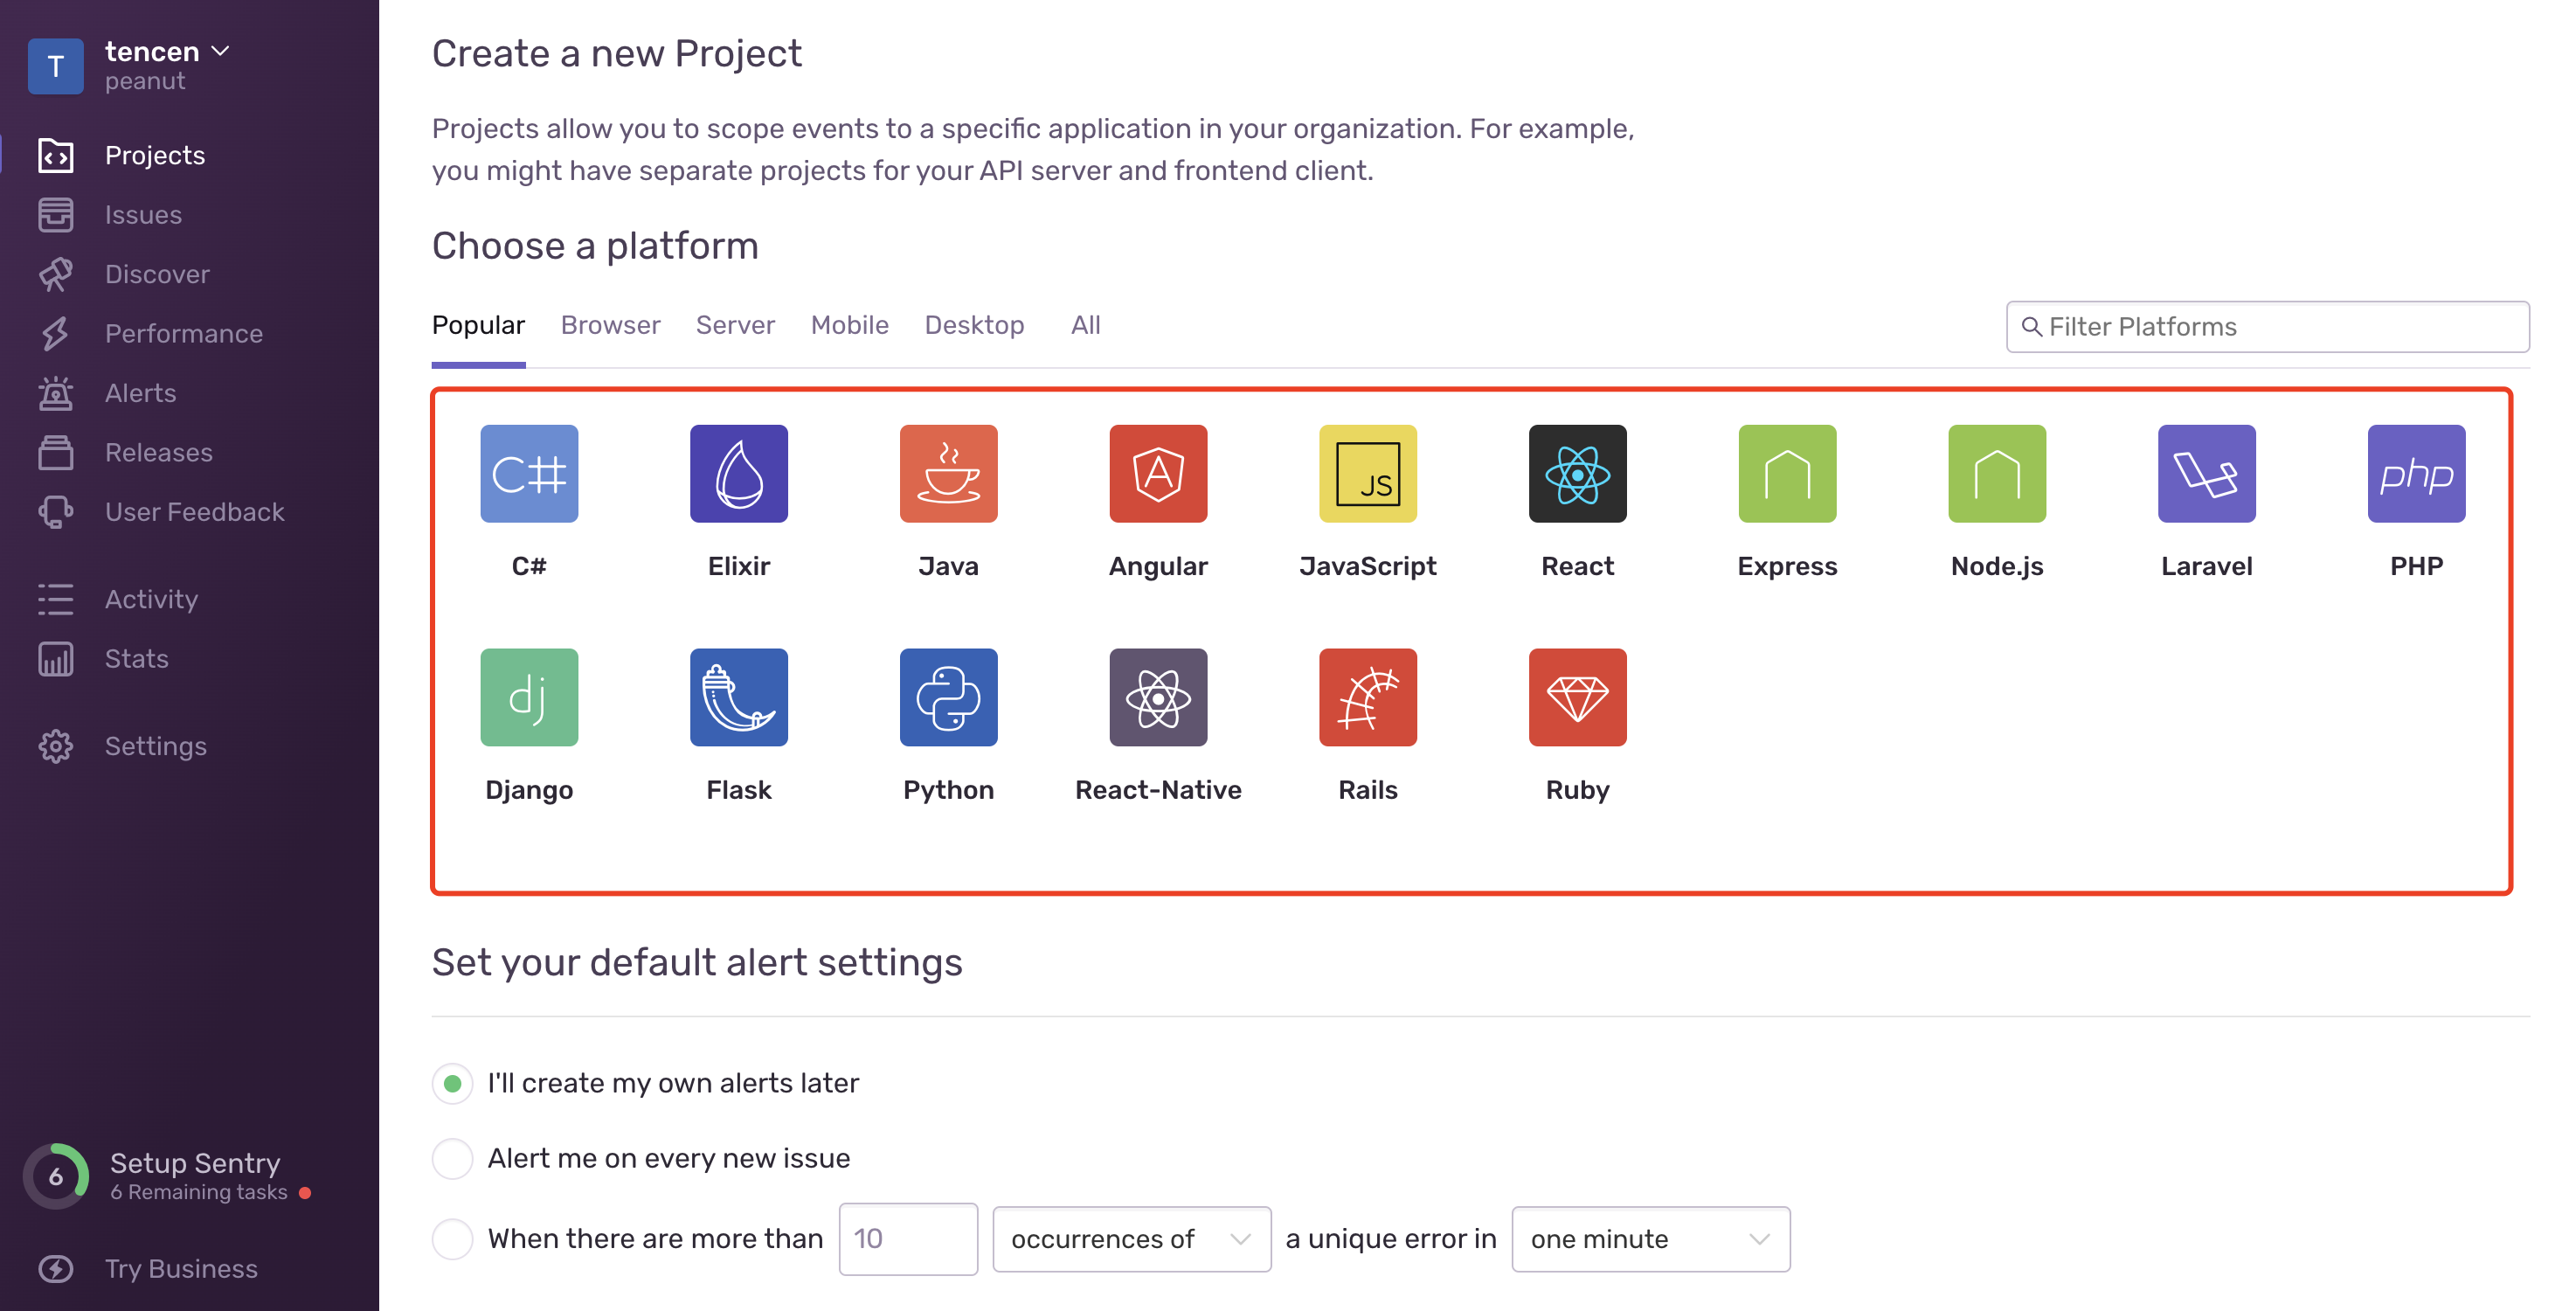 T
tencen
peanut
Projects
Issues
Discover
Performance
Alerts
Releases
User Feedback
Activity
Stats
Settings
6
Setup Sentry
6 Remaining tasks
Try Business
Create a new Project
Projects allow you to scope events to a specific application in your organization. For example,
you might have separate projects for your API server and frontend client.
Choose a platform
Popular Browser Server Mobile Desktop All
Filter Platforms
C# JS php
C# Elixir Java Angular JavaScript React Express Node.js Laravel PHP
dj
Django Flask Python React-Native Rails Ruby
Set your default alert settings
I'll create my own alerts later
Alert me on every new issue
When there are more than 10 occurrences of a unique error in one minute